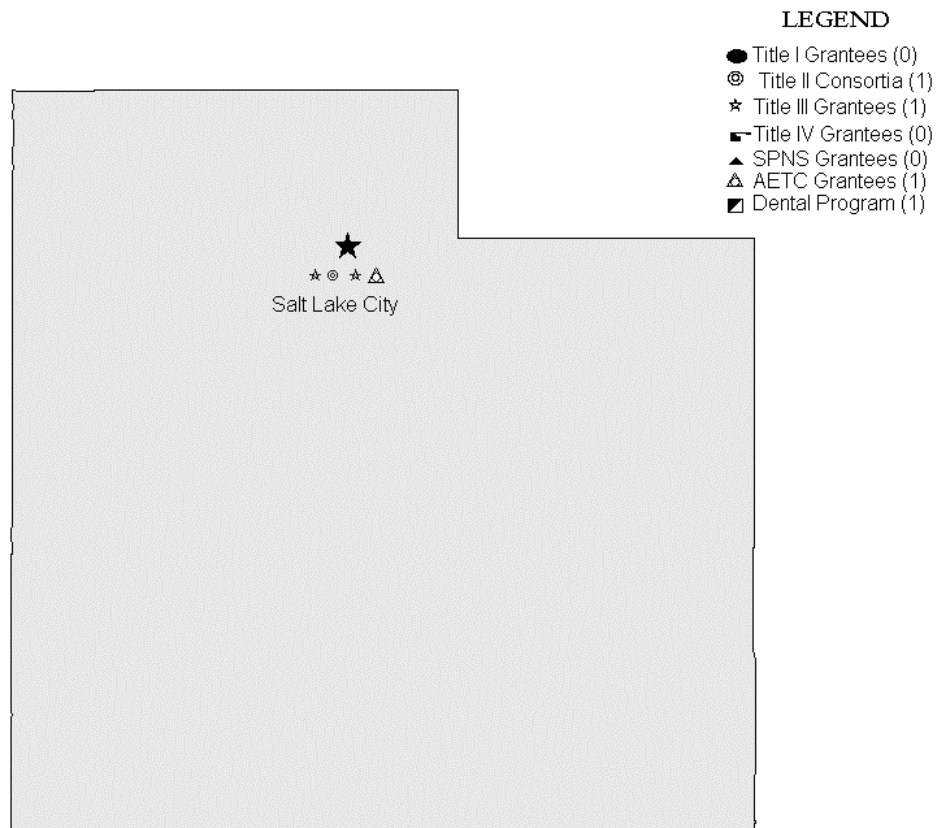 LEGEND
Title I Grantees (0)
Title II Consortia (1)
Title III Grantees (1)
Title IV Grantees (0)
SPNS Grantees (0)
AETC Grantees (1)
Dental Program (1)
Salt Lake City